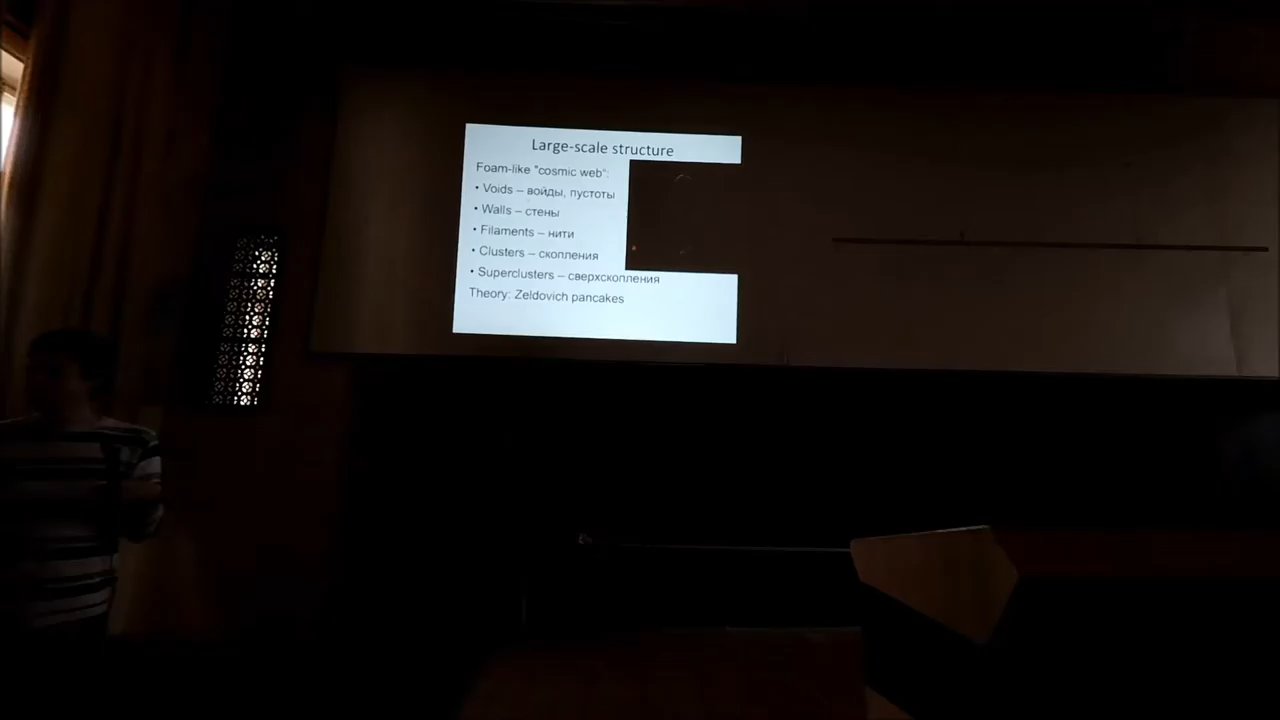 Large-scale structure
Foam-like "cosmic web":
• Voids – войды, пустоты
• Walls – стены
• Filaments – нити
• Clusters – скопления
• Superclusters – сверхскопления
Theory: Zeldovich pancakes